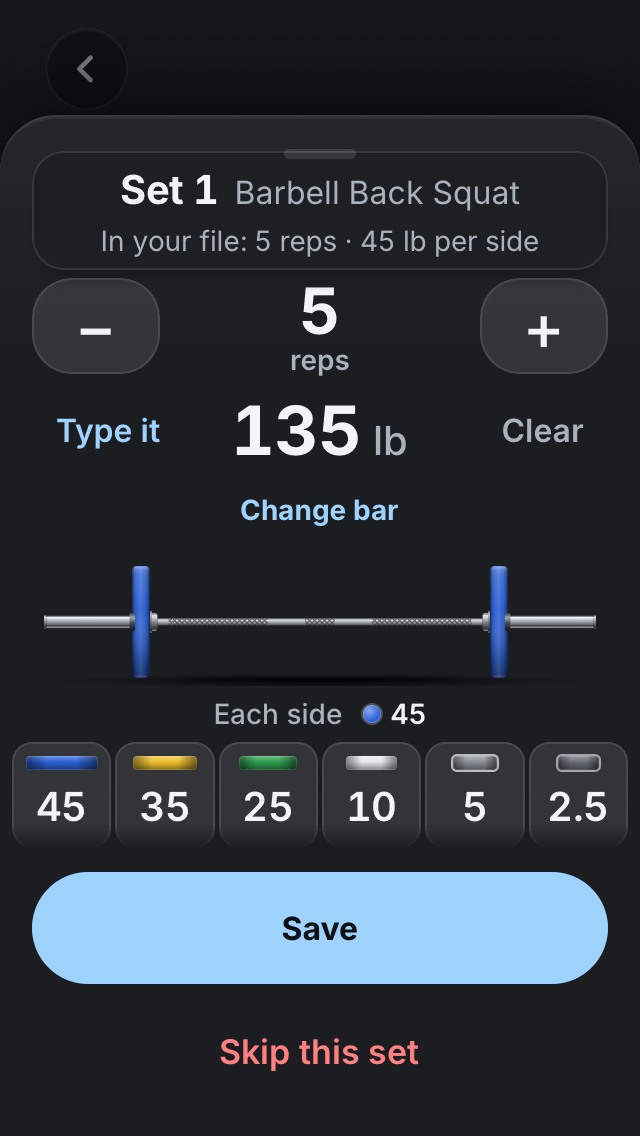 Set 1 Barbell Back Squat
In your file: 5 reps · 45 lb per side
− 5 +
reps
Type it 135 lb Clear
Change bar
Each side 45
45 35 25 10 5 2.5
Save
Skip this set